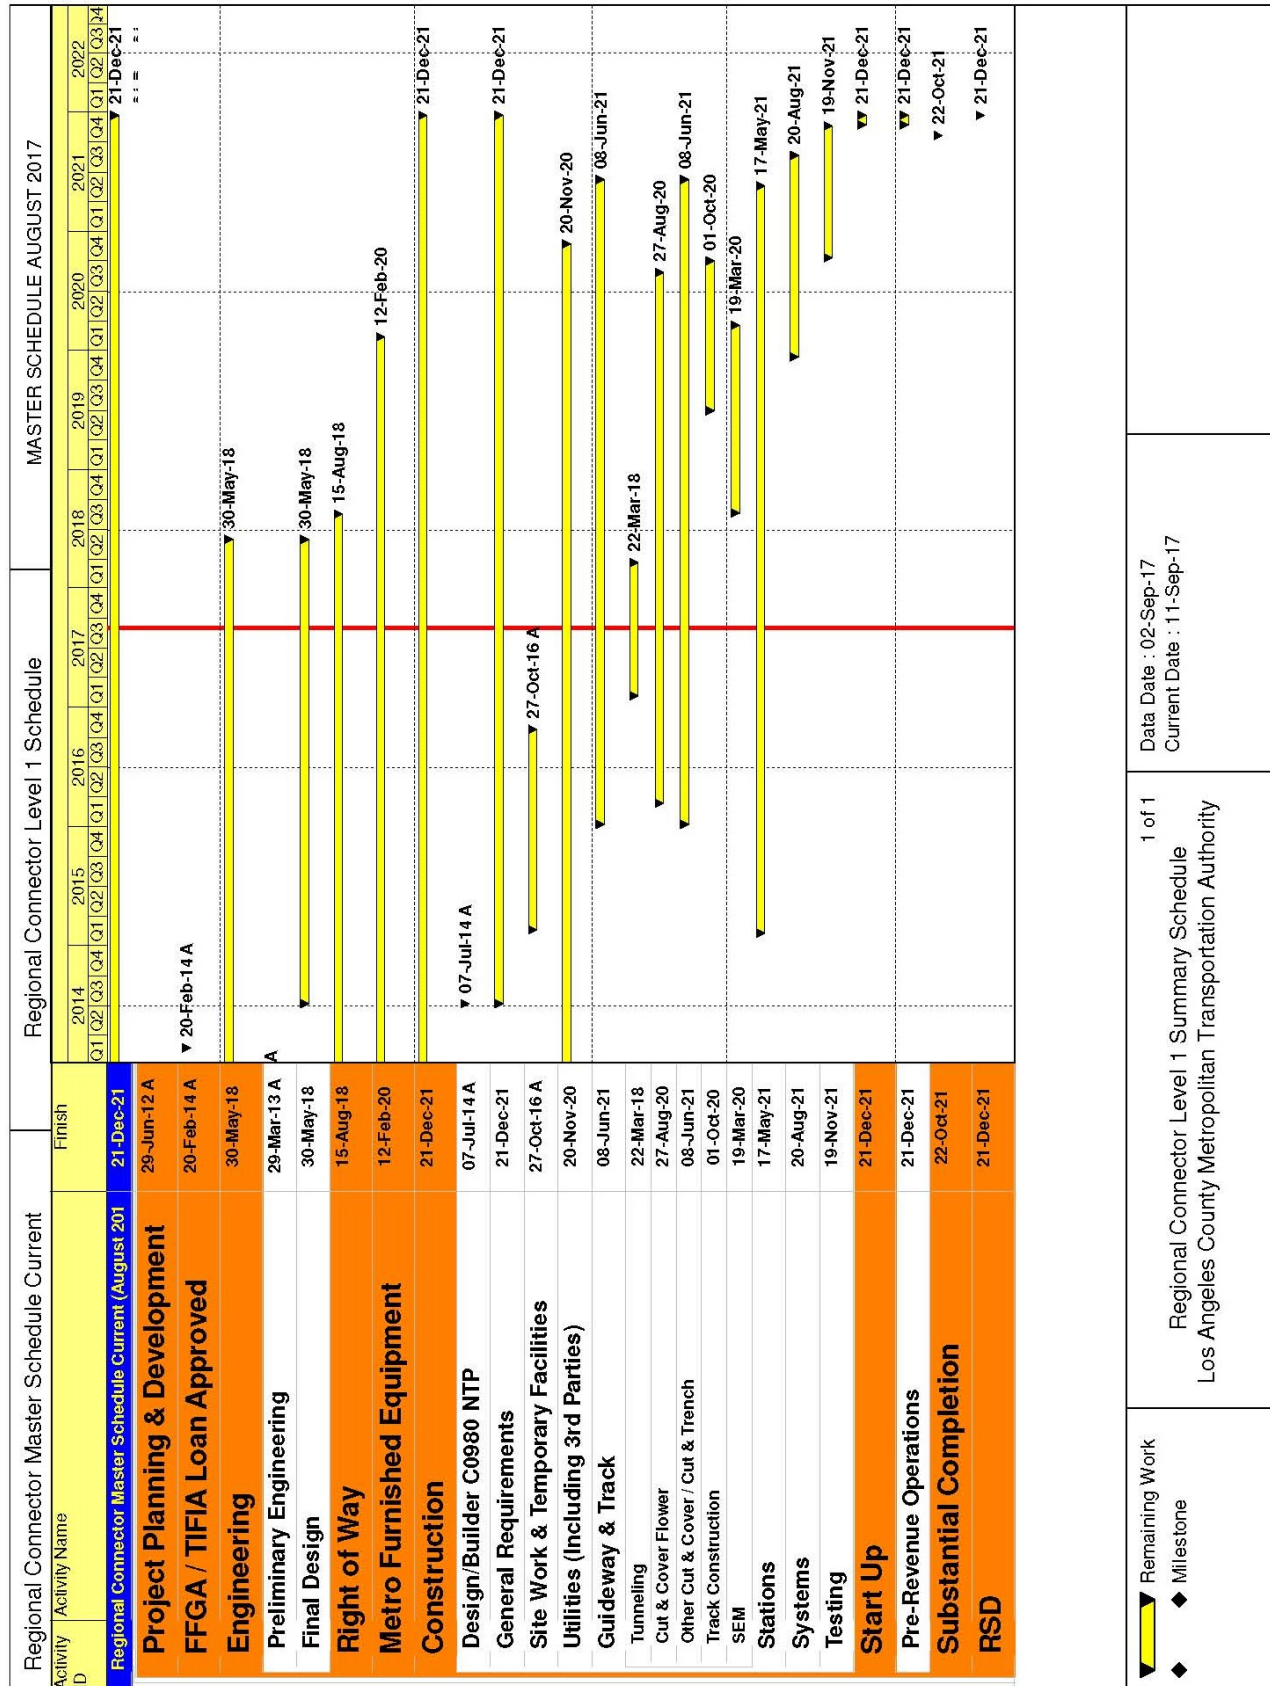 Regional Connector Master Schedule Current
Regional Connector Level 1 Schedule
MASTER SCHEDULE AUGUST 2017
Activity ID Activity Name Finish 2014 2015 2016 2017 2018 2019 2020 2021 2022
Q1 Q2 Q3 Q4 Q1 Q2 Q3 Q4 Q1 Q2 Q3 Q4 Q1 Q2 Q3 Q4 Q1 Q2 Q3 Q4 Q1 Q2 Q3 Q4 Q1 Q2 Q3 Q4 Q1 Q2 Q3 Q4 Q1 Q2 Q3 Q4
Regional Connector Master Schedule Current (August 201 21-Dec-21 21-Dec-21
Project Planning & Development 29-Jun-12 A
FFGA / TIFIA Loan Approved 20-Feb-14 A 20-Feb-14 A
Engineering 30-May-18 30-May-18
Preliminary Engineering 29-Mar-13 A A
Final Design 30-May-18 30-May-18
Right of Way 15-Aug-18 15-Aug-18
Metro Furnished Equipment 12-Feb-20 12-Feb-20
Construction 21-Dec-21 21-Dec-21
Design/Builder C0980 NTP 07-Jul-14 A 07-Jul-14 A
General Requirements 21-Dec-21 21-Dec-21
Site Work & Temporary Facilities 27-Oct-16 A 27-Oct-16 A
Utilities (Including 3rd Parties) 20-Nov-20 20-Nov-20
Guideway & Track 08-Jun-21 08-Jun-21
Tunneling 22-Mar-18 22-Mar-18
Cut & Cover Flower 27-Aug-20 27-Aug-20
Other Cut & Cover / Cut & Trench 08-Jun-21 08-Jun-21
Track Construction 01-Oct-20 01-Oct-20
SEM 19-Mar-20 19-Mar-20
Stations 17-May-21 17-May-21
Systems 20-Aug-21 20-Aug-21
Testing 19-Nov-21 19-Nov-21
Start Up 21-Dec-21 21-Dec-21
Pre-Revenue Operations 21-Dec-21 21-Dec-21
Substantial Completion 22-Oct-21 22-Oct-21
RSD 21-Dec-21 21-Dec-21
Remaining Work
Milestone
1 of 1
Regional Connector Level 1 Summary Schedule
Los Angeles County Metropolitan Transportation Authority
Data Date : 02-Sep-17
Current Date : 11-Sep-17